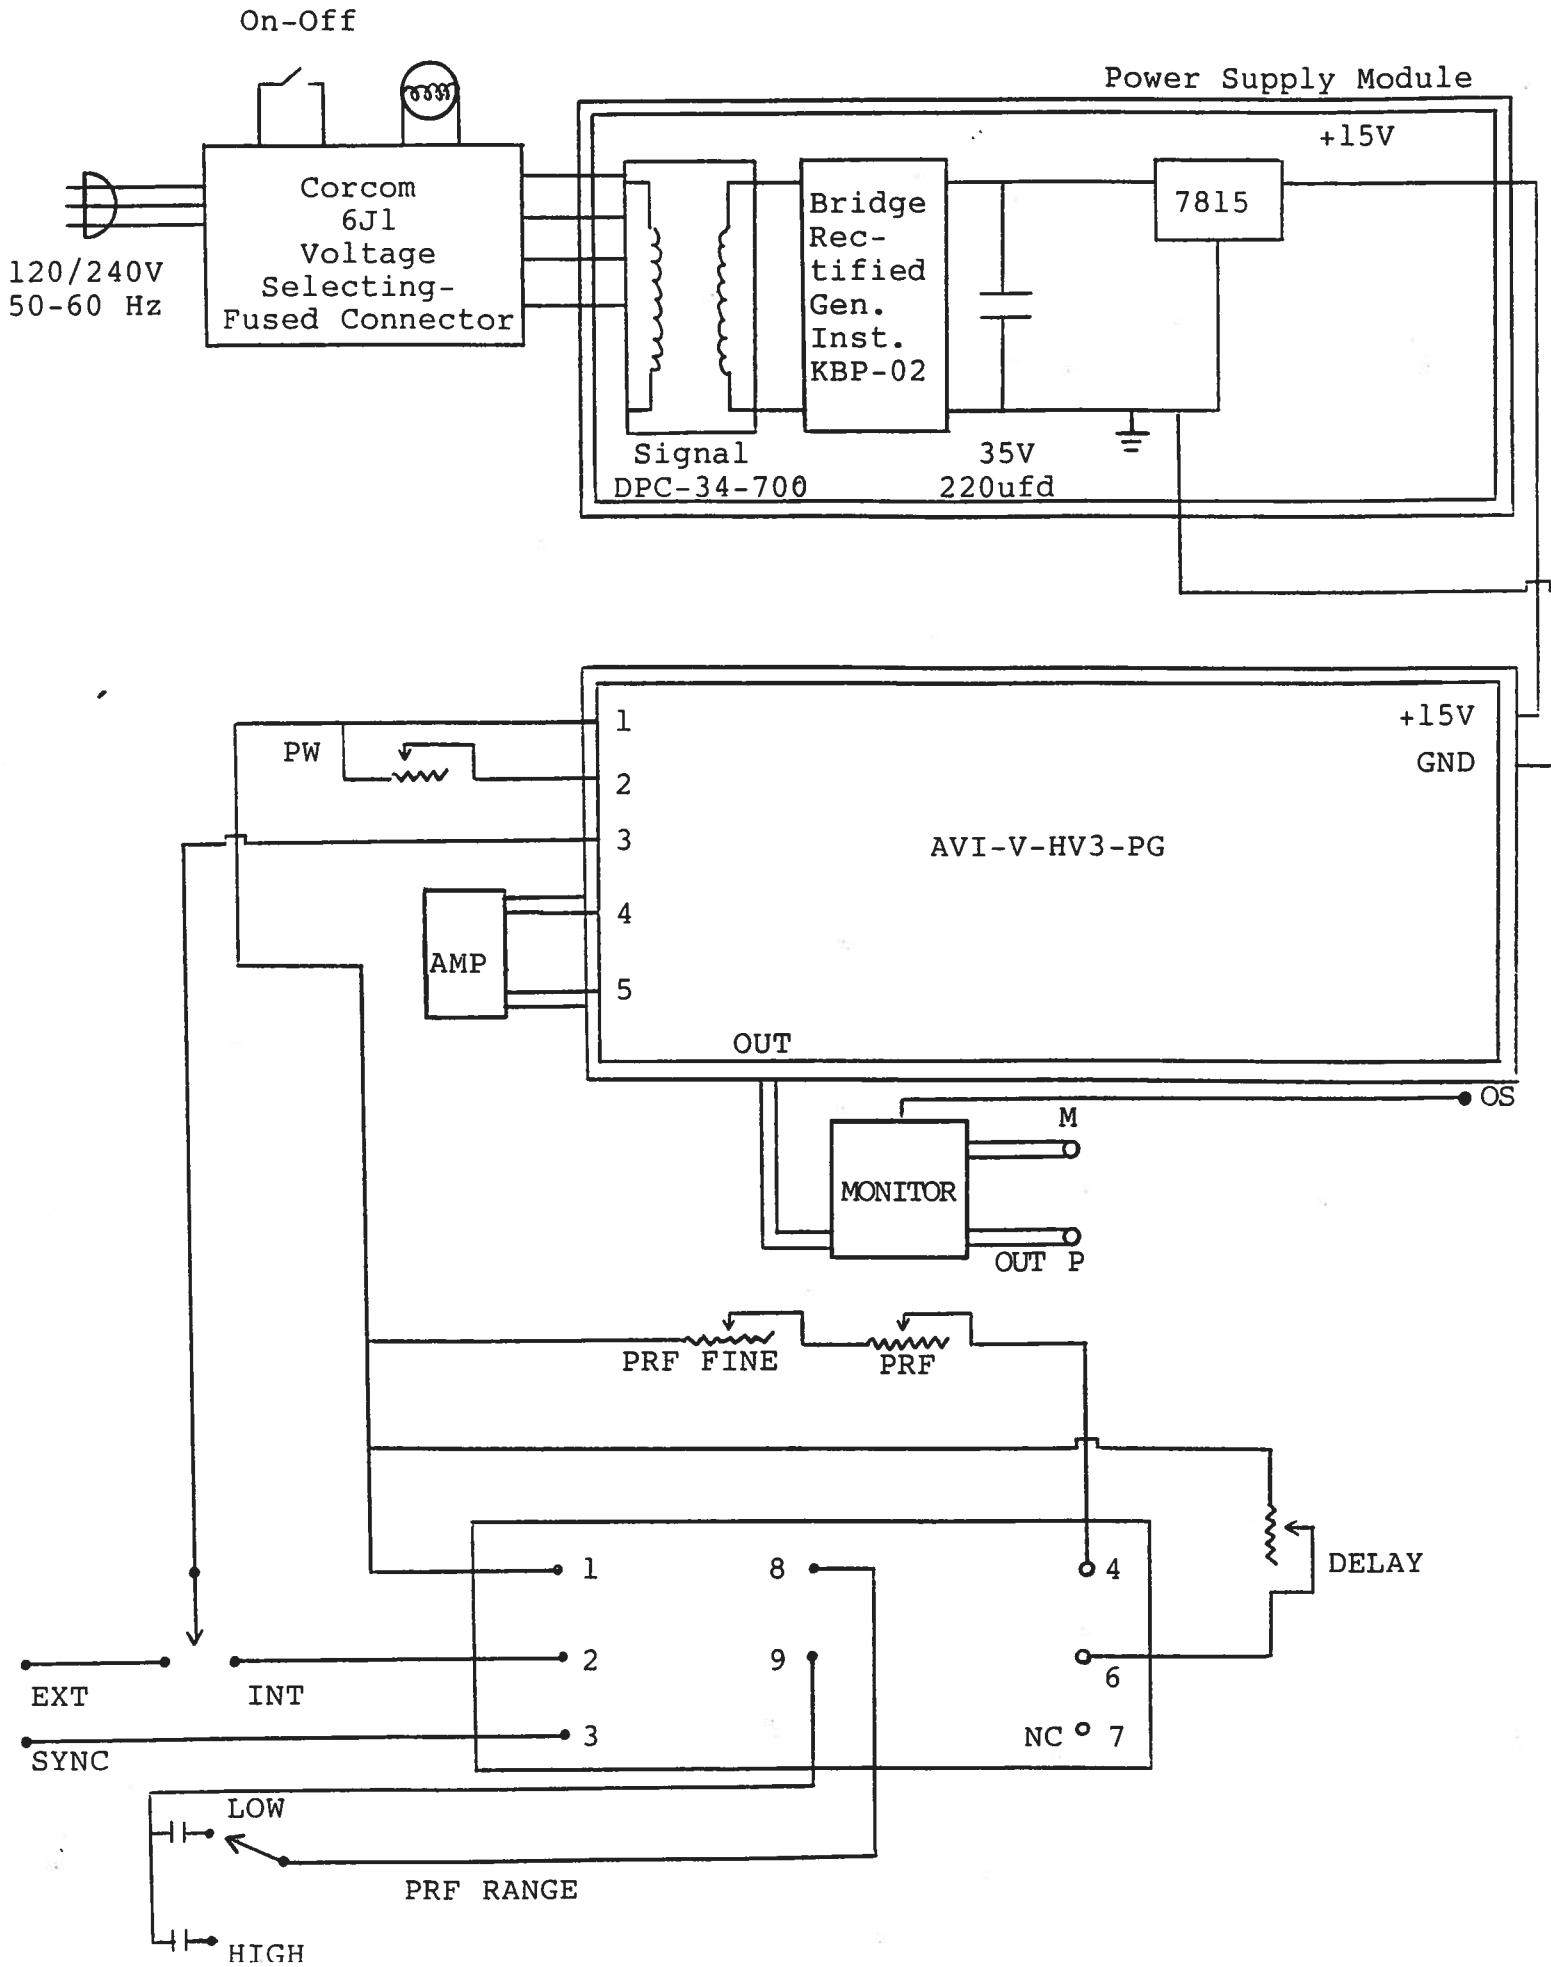 On-Off
Power Supply Module
+15V
120/240V
50-60 Hz
Corcom
6J1
Voltage
Selecting-
Fused Connector
Bridge
Rec-
tified
Gen.
Inst.
KBP-02
7815
Signal
DPC-34-700
35V
220ufd
PW
1
2
3
4
5
+15V
GND
AVI-V-HV3-PG
AMP
OUT
OS
M
MONITOR
OUT P
PRF FINE
PRF
DELAY
1
8
4
2
9
6
3
NC
7
EXT
INT
SYNC
LOW
PRF RANGE
HIGH